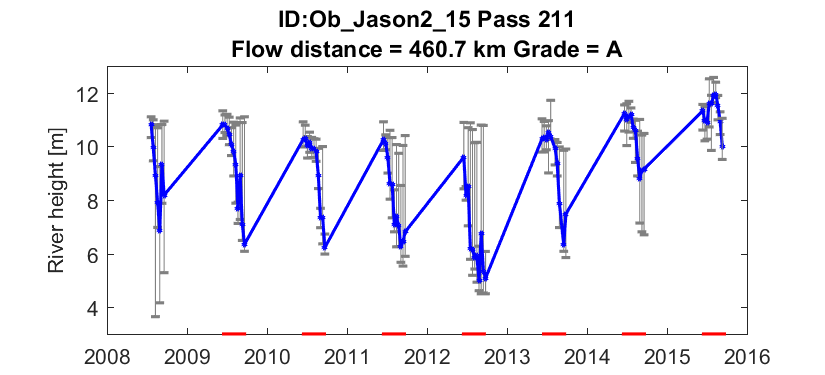 ID:Ob_Jason2_15 Pass 211
Flow distance = 460.7 km Grade = A
River height [m]
12
10
8
6
4
2008 2009 2010 2011 2012 2013 2014 2015 2016